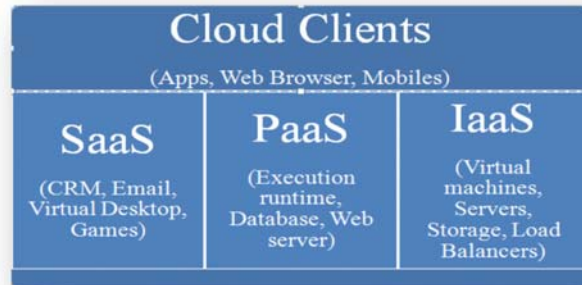 Cloud Clients
(Apps, Web Browser, Mobiles)
SaaS
(CRM, Email,
Virtual Desktop,
Games)
PaaS
(Execution
runtime,
Database, Web
server)
IaaS
(Virtual
machines,
Servers,
Storage, Load
Balancers)